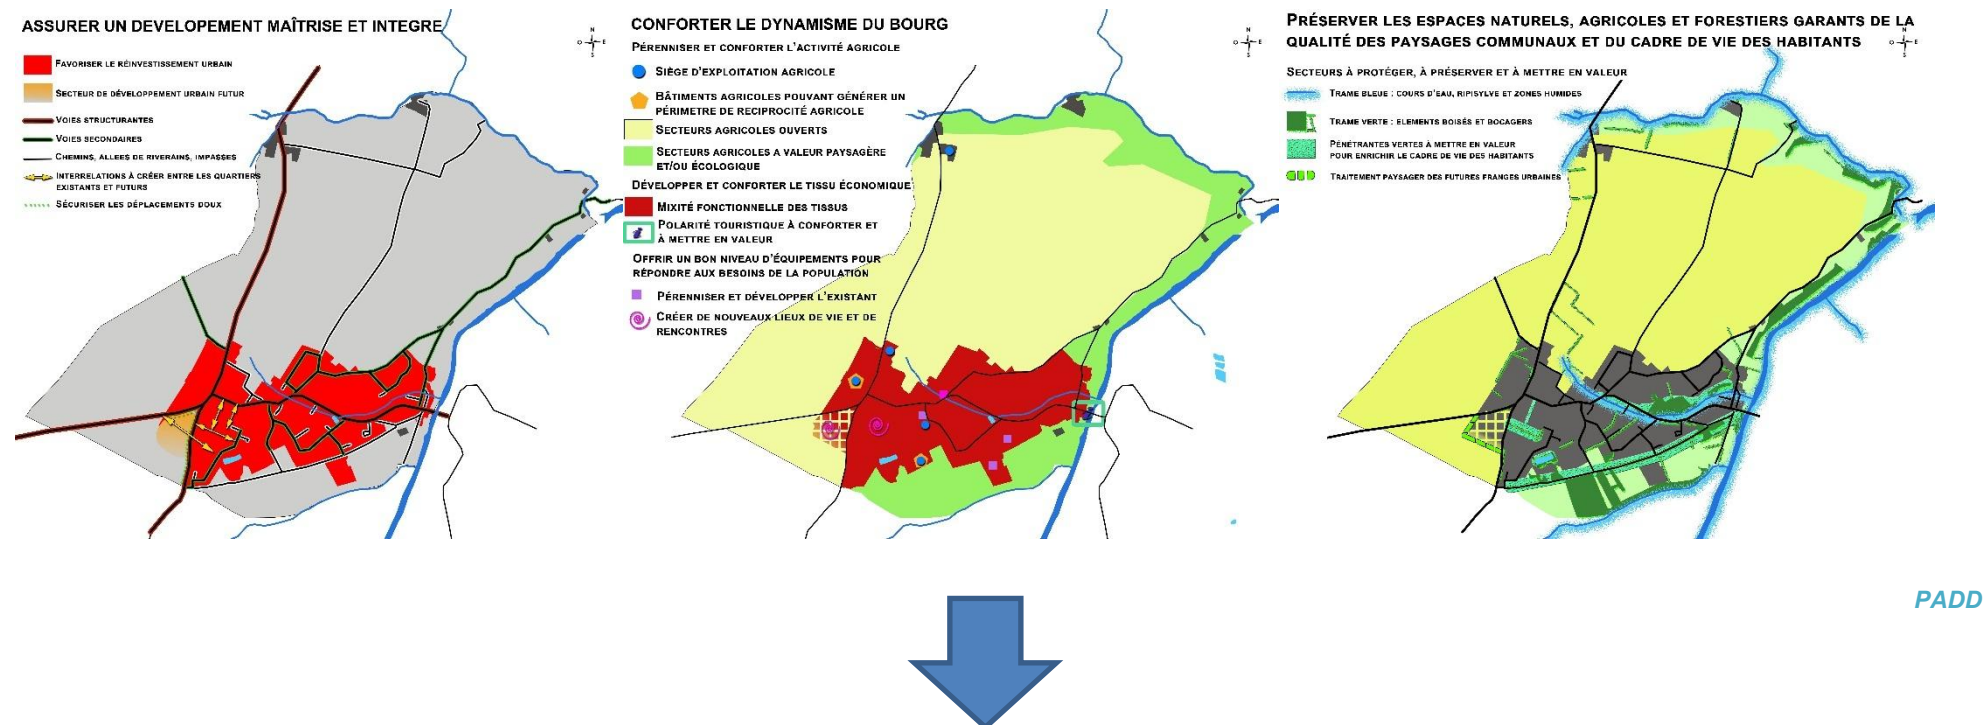 ASSURER UN DEVELOPEMENT MAÎTRISE ET INTEGRE
N
O E
S
FAVORISER LE RÉINVESTISSEMENT URBAIN
SECTEUR DE DÉVELOPPEMENT URBAIN FUTUR
VOIES STRUCTURANTES
VOIES SECONDAIRES
CHEMINS, ALLEES DE RIVERAINS, IMPASSES
INTERRELATIONS À CRÉER ENTRE LES QUARTIERS
EXISTANTS ET FUTURS
SÉCURISER LES DÉPLACEMENTS DOUX
CONFORTER LE DYNAMISME DU BOURG
N
O E
S
PÉRENNISER ET CONFORTER L'ACTIVITÉ AGRICOLE
SIÈGE D'EXPLOITATION AGRICOLE
BÂTIMENTS AGRICOLES POUVANT GÉNÉRER UN
PÉRIMETRE DE RECIPROCITÉ AGRICOLE
SECTEURS AGRICOLES OUVERTS
SECTEURS AGRICOLES A VALEUR PAYSAGÈRE
ET/OU ÉCOLOGIQUE
DÉVELOPPER ET CONFORTER LE TISSU ÉCONOMIQUE
MIXITÉ FONCTIONNELLE DES TISSUS
POLARITÉ TOURISTIQUE À CONFORTER ET
À METTRE EN VALEUR
OFFRIR UN BON NIVEAU D'ÉQUIPEMENTS POUR
RÉPONDRE AUX BESOINS DE LA POPULATION
PÉRENNISER ET DÉVELOPPER L'EXISTANT
CRÉER DE NOUVEAUX LIEUX DE VIE ET DE
RENCONTRES
PRÉSERVER LES ESPACES NATURELS, AGRICOLES ET FORESTIERS GARANTS DE LA
QUALITÉ DES PAYSAGES COMMUNAUX ET DU CADRE DE VIE DES HABITANTS
N
O E
S
SECTEURS À PROTÉGER, À PRÉSERVER ET À METTRE EN VALEUR
TRAME BLEUE : COURS D'EAU, RIPISYLVE ET ZONES HUMIDES
TRAME VERTE : ELEMENTS BOISÉS ET BOCAGERS
PÉNÉTRANTES VERTES À METTRE EN VALEUR
POUR ENRICHIR LE CADRE DE VIE DES HABITANTS
TRAITEMENT PAYSAGER DES FUTURES FRANGES URBAINES
PADD